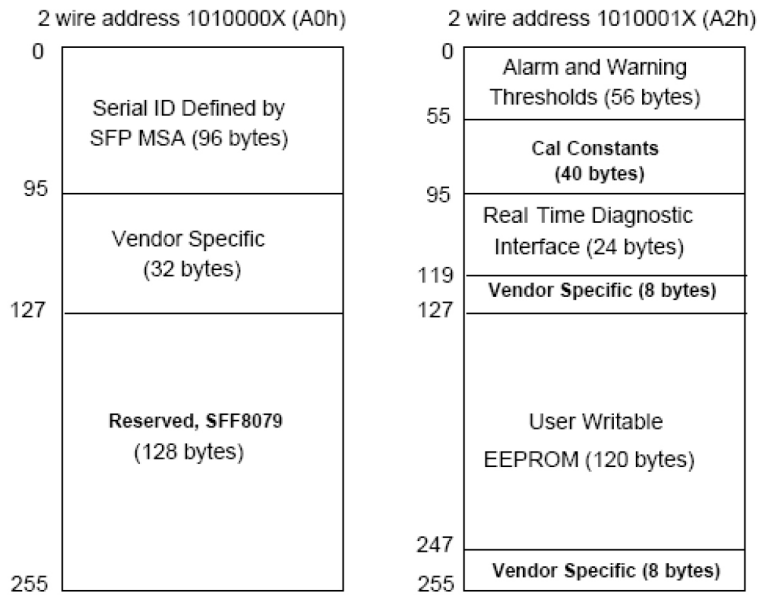 2 wire address 1010000X (A0h)
0
Serial ID Defined by
SFP MSA (96 bytes)
95
Vendor Specific
(32 bytes)
127
Reserved, SFF8079
(128 bytes)
255
2 wire address 1010001X (A2h)
0
Alarm and Warning
Thresholds (56 bytes)
55
Cal Constants
(40 bytes)
95
Real Time Diagnostic
Interface (24 bytes)
119
Vendor Specific (8 bytes)
127
User Writable
EEPROM (120 bytes)
247
Vendor Specific (8 bytes)
255